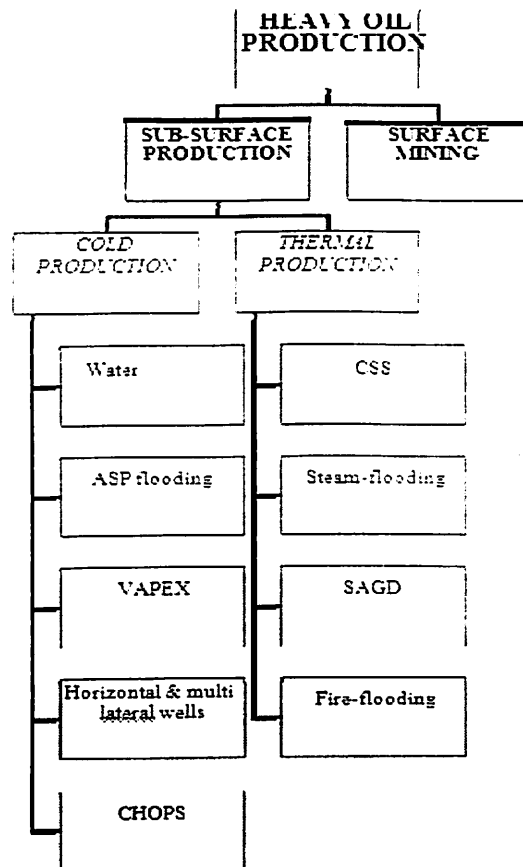 HEAVY OIL
PRODUCTION
SUB-SURFACE
PRODUCTION
SURFACE
MINING
COLD
PRODUCTION
THERMAL
PRODUCTION
Water
CSS
ASP flooding
Steam-flooding
VAPEX
SAGD
Horizontal & multi
lateral wells
Fire-flooding
CHOPS